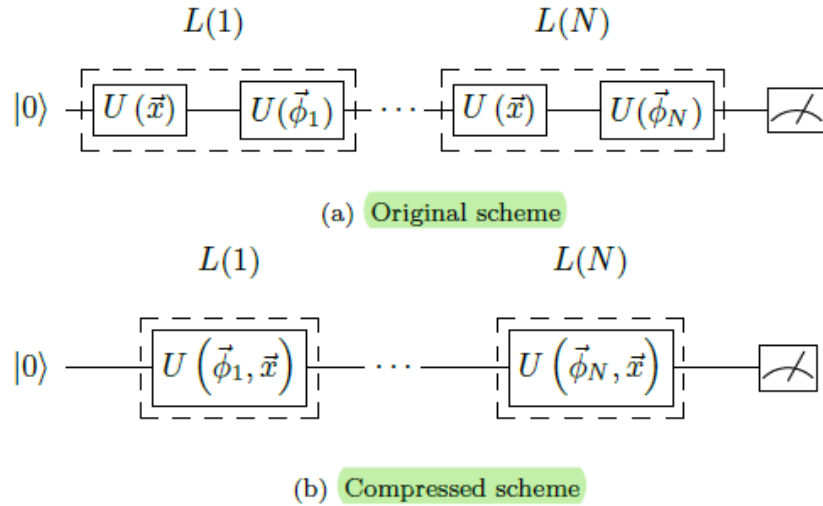 L(1) L(N)
|0⟩ U (x⃗) U(ϕ⃗₁) ··· U (x⃗) U(ϕ⃗_N)
(a) Original scheme
L(1) L(N)
|0⟩ U (ϕ⃗₁, x⃗) ··· U (ϕ⃗_N, x⃗)
(b) Compressed scheme